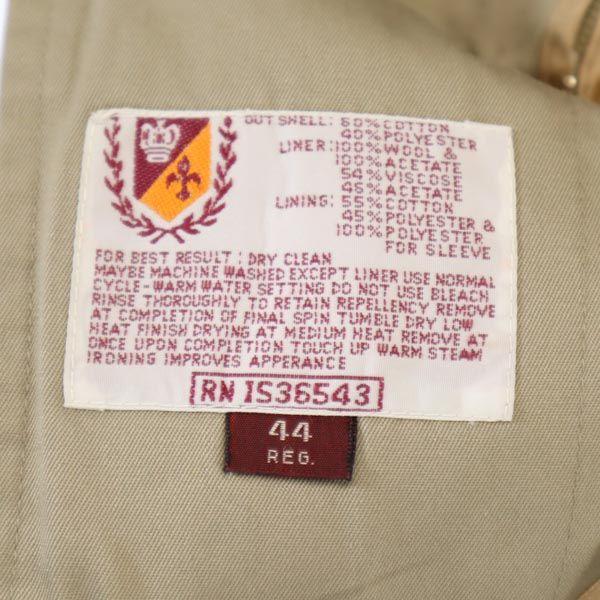 OUT SHELL: 60% COTTON
40% POLYESTER
LINER: 100% WOOL &
100% ACETATE
54% VISCOSE
46% ACETATE
LINING: 55% COTTON
45% POLYESTER &
100% POLYESTER
FOR SLEEVE
FOR BEST RESULT: DRY CLEAN
MAYBE MACHINE WASHED EXCEPT LINER USE NORMAL
CYCLE-WARM WATER SETTING DO NOT USE BLEACH
RINSE THOROUGHLY TO RETAIN REPELLENCY REMOVE
AT COMPLETION OF FINAL SPIN TUMBLE DRY LOW
HEAT FINISH DRYING AT MEDIUM HEAT REMOVE AT
ONCE UPON COMPLETION TOUCH UP WARM STEAM
IRONING IMPROVES APPERANCE
RN IS36543
44
REG.